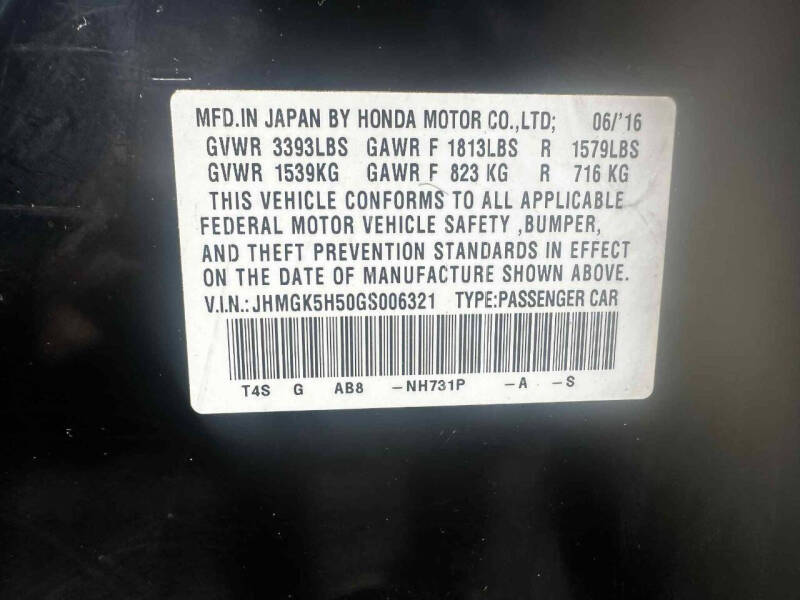 MFD.IN JAPAN BY HONDA MOTOR CO.,LTD; 06/'16
GVWR 3393LBS GAWR F 1813LBS R 1579LBS
GVWR 1539KG GAWR F 823 KG R 716 KG
THIS VEHICLE CONFORMS TO ALL APPLICABLE
FEDERAL MOTOR VEHICLE SAFETY ,BUMPER,
AND THEFT PREVENTION STANDARDS IN EFFECT
ON THE DATE OF MANUFACTURE SHOWN ABOVE.
V.I.N.: JHMGK5H50GS006321 TYPE:PASSENGER CAR
T4S G AB8 -NH731P -A -S